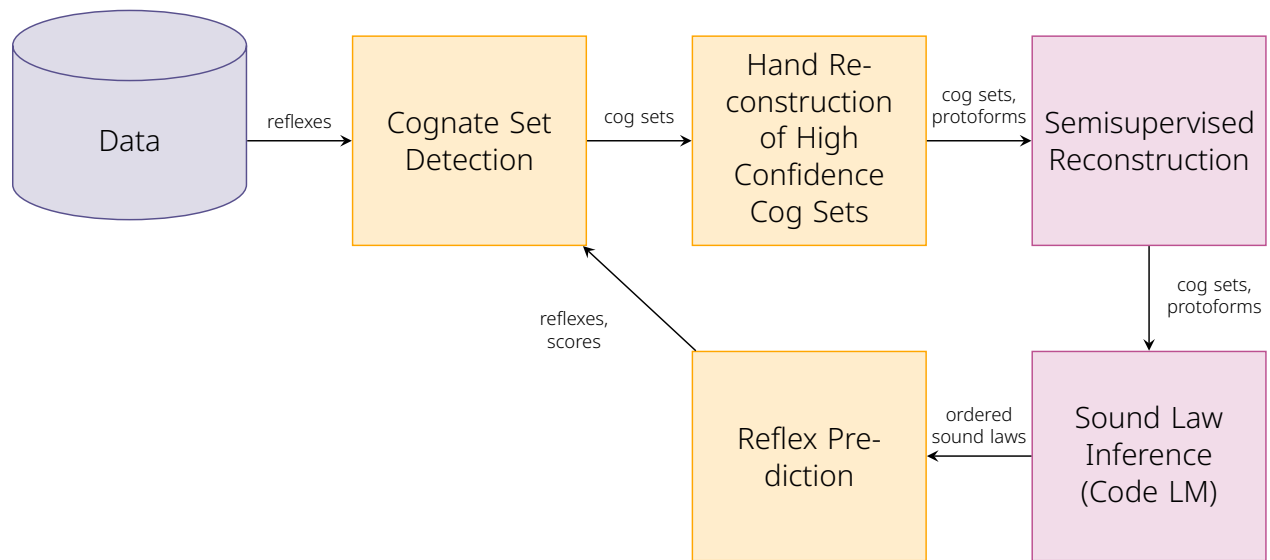 Data
reflexes
Cognate Set
Detection
cog sets
Hand Re-
construction
of High
Confidence
Cog Sets
cog sets,
protoforms
Semisupervised
Reconstruction
cog sets,
protoforms
Sound Law
Inference
(Code LM)
ordered
sound laws
Reflex Pre-
diction
reflexes,
scores